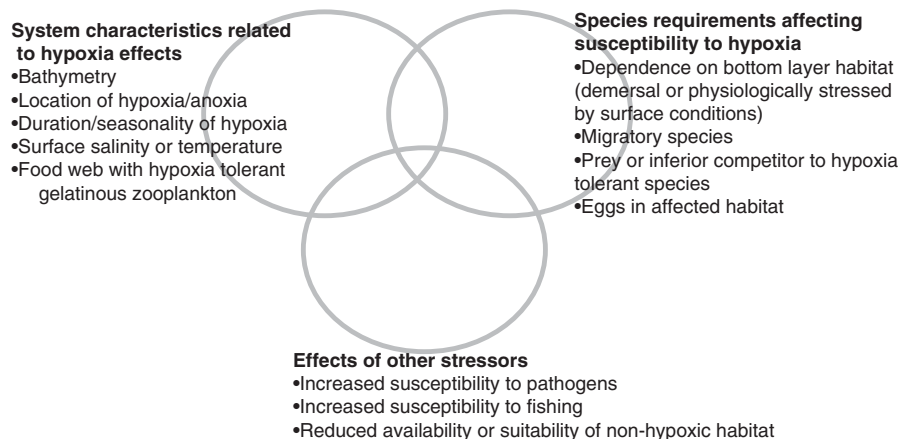 System characteristics related
to hypoxia effects
•Bathymetry
•Location of hypoxia/anoxia
•Duration/seasonality of hypoxia
•Surface salinity or temperature
•Food web with hypoxia tolerant
gelatinous zooplankton
Species requirements affecting
susceptibility to hypoxia
•Dependence on bottom layer habitat
(demersal or physiologically stressed
by surface conditions)
•Migratory species
•Prey or inferior competitor to hypoxia
tolerant species
•Eggs in affected habitat
Effects of other stressors
•Increased susceptibility to pathogens
•Increased susceptibility to fishing
•Reduced availability or suitability of non-hypoxic habitat